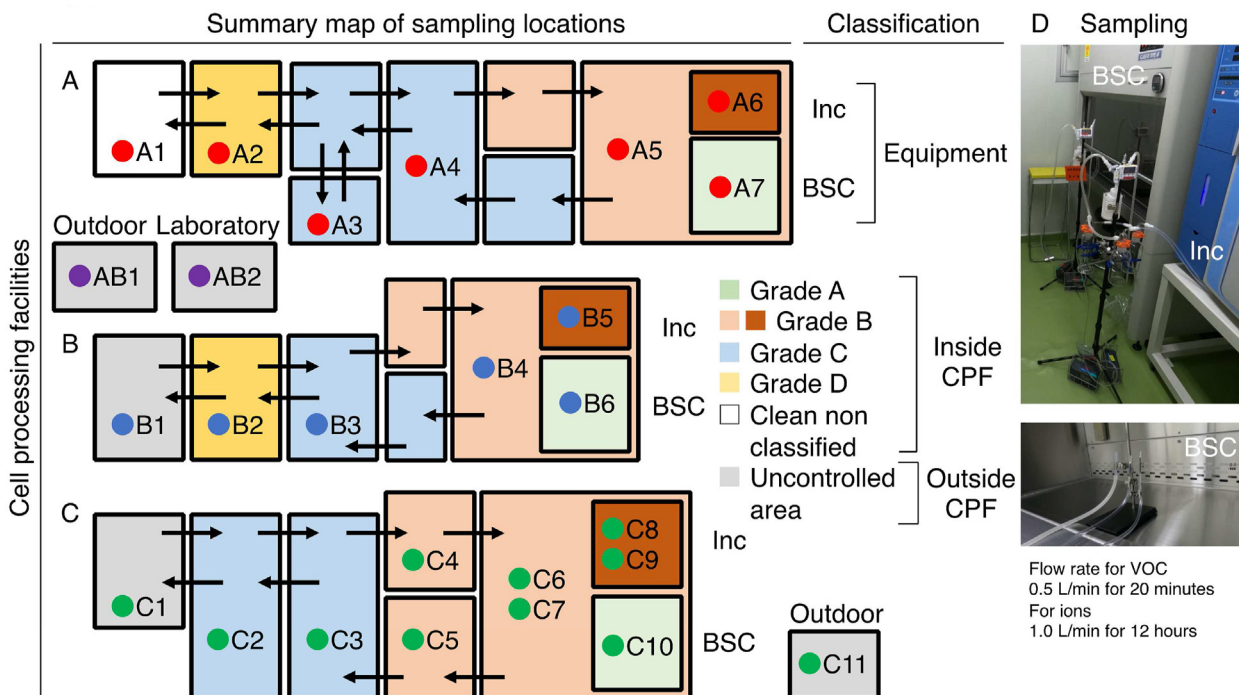 Summary map of sampling locations
Classification
D Sampling
Cell processing facilities
A
A1
A2
A3
A4
A5
A6
A7
Inc
BSC
Equipment
Outdoor
Laboratory
AB1
AB2
B
B1
B2
B3
B4
B5
B6
Inc
BSC
Grade A
Grade B
Grade C
Grade D
Clean non
classified
Uncontrolled
area
Inside
CPF
Outside
CPF
C
C1
C2
C3
C4
C5
C6
C7
C8
C9
C10
Inc
BSC
Outdoor
C11
BSC
Inc
BSC
Flow rate for VOC
0.5 L/min for 20 minutes
For ions
1.0 L/min for 12 hours